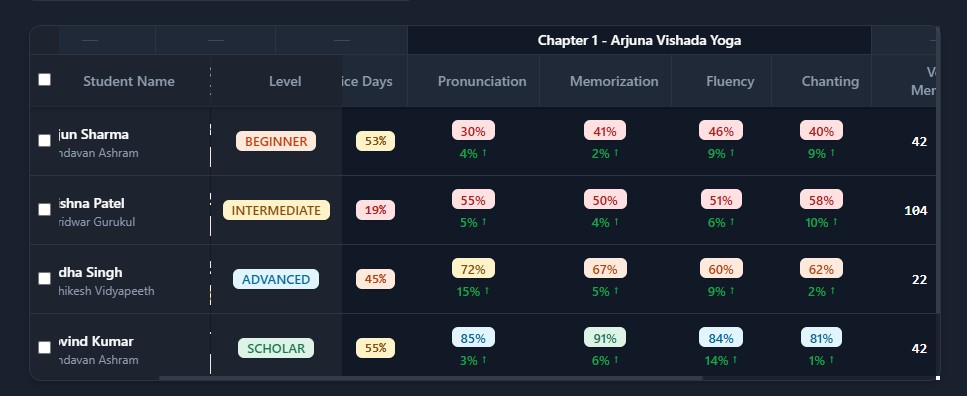 — — — Chapter 1 - Arjuna Vishada Yoga —
Student Name Level ice Days Pronunciation Memorization Fluency Chanting
jun Sharma BEGINNER 53% 30% 41% 46% 40% 42
ndavan Ashram 4% ↑ 2% ↑ 9% ↑ 9% ↑
shna Patel INTERMEDIATE 19% 55% 50% 51% 58% 104
ridwar Gurukul 5% ↑ 4% ↑ 6% ↑ 10% ↑
dha Singh ADVANCED 45% 72% 67% 60% 62% 22
hikesh Vidyapeeth 15% ↑ 5% ↑ 9% ↑ 2% ↑
vind Kumar SCHOLAR 55% 85% 91% 84% 81% 42
ndavan Ashram 3% ↑ 6% ↑ 14% ↑ 1% ↑